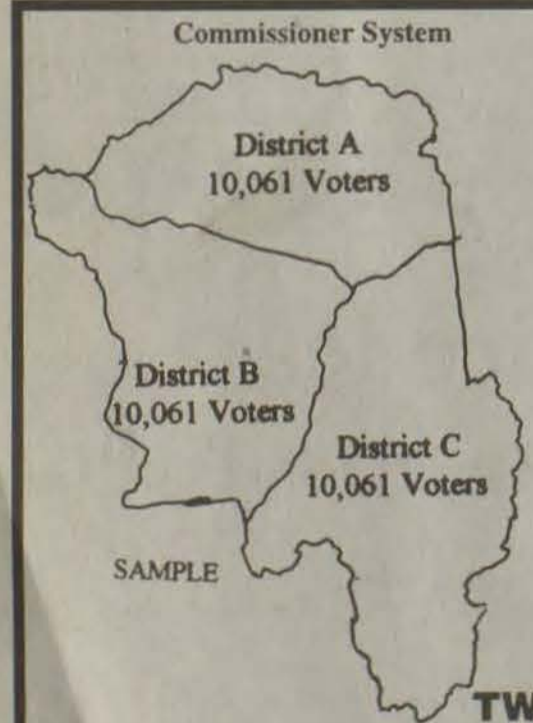 Commissioner System
District A
10,061 Voters
District B
10,061 Voters
District C
10,061 Voters
SAMPLE
TW